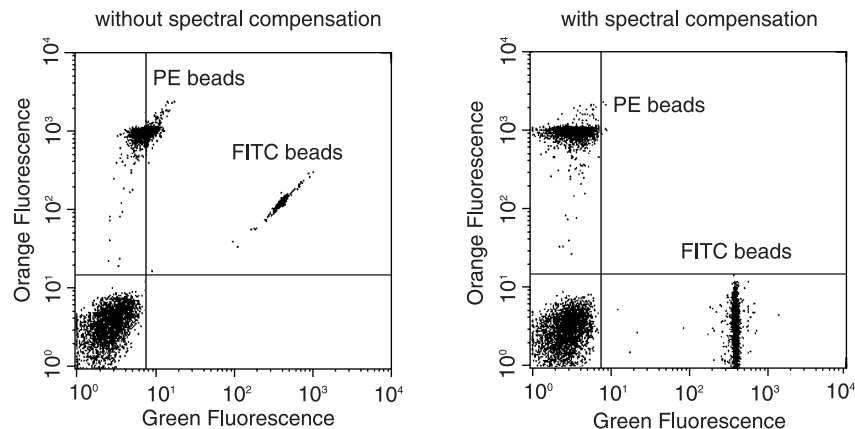 without spectral compensation
10⁴
10³
10²
10¹
10⁰
Orange Fluorescence
PE beads
FITC beads
10⁰ 10¹ 10² 10³ 10⁴
Green Fluorescence
with spectral compensation
10⁴
10³
10²
10¹
10⁰
Orange Fluorescence
PE beads
FITC beads
10⁰ 10¹ 10² 10³ 10⁴
Green Fluorescence